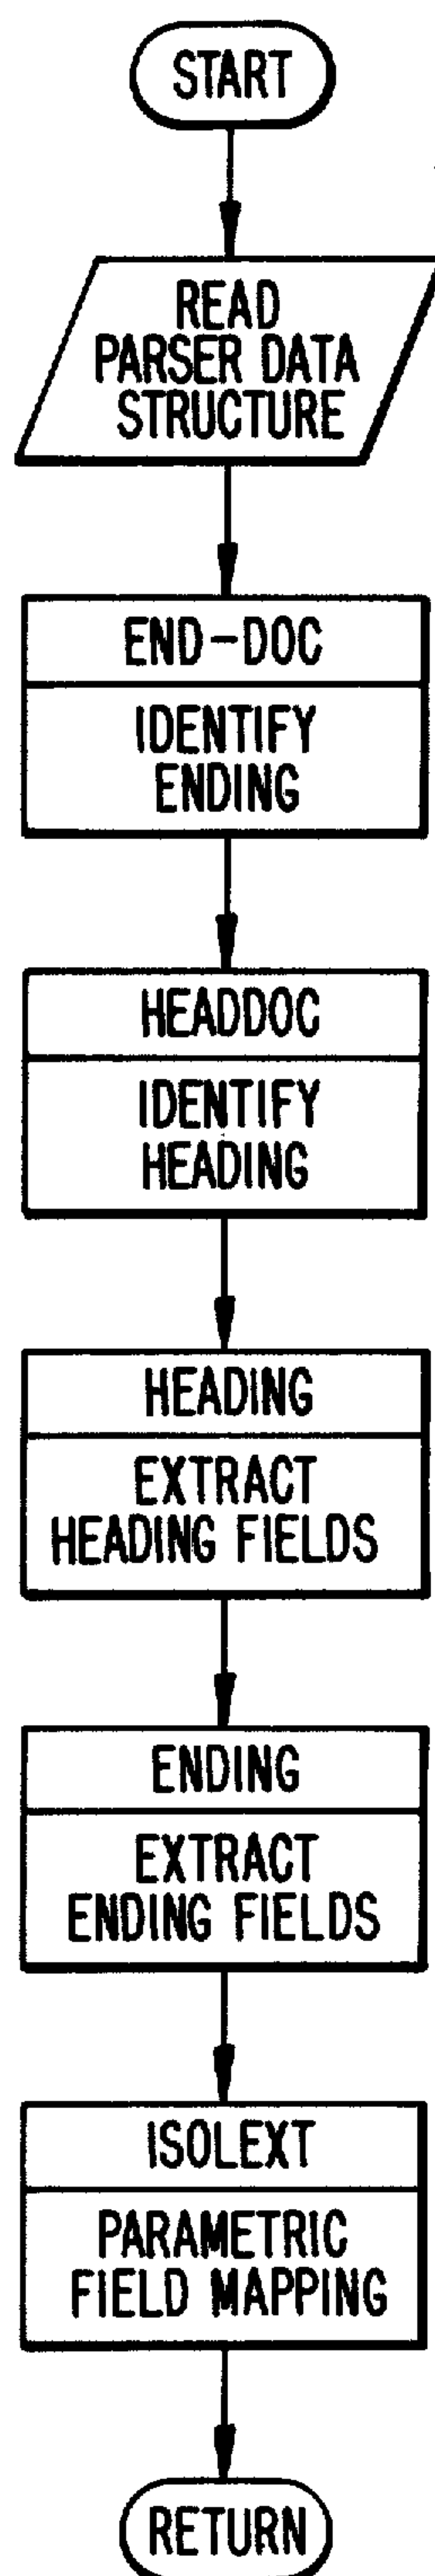 START
READ
PARSER DATA
STRUCTURE
END-DOC
IDENTIFY
ENDING
HEADDOC
IDENTIFY
HEADING
HEADING
EXTRACT
HEADING FIELDS
ENDING
EXTRACT
ENDING FIELDS
ISOLEXT
PARAMETRIC
FIELD MAPPING
RETURN